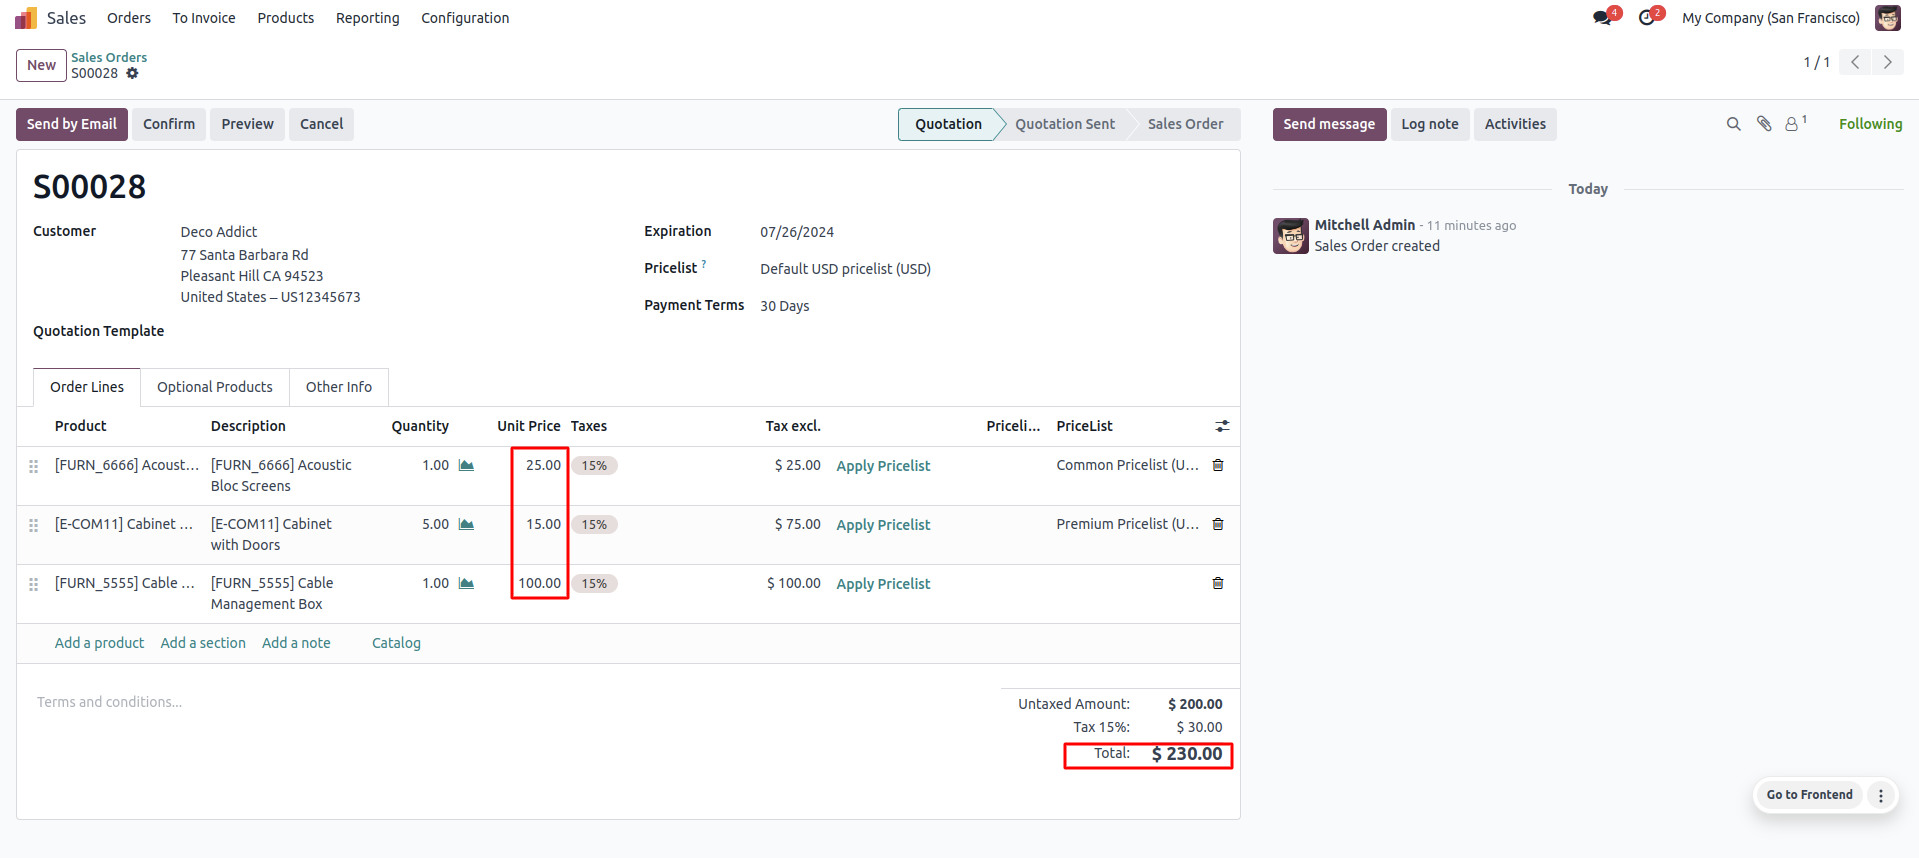 Sales Orders To Invoice Products Reporting Configuration 4 2 My Company (San Francisco)
New Sales Orders
S00028
1 / 1
Send by Email Confirm Preview Cancel Quotation Quotation Sent Sales Order Send message Log note Activities 1 Following
S00028
Today
Customer Deco Addict
77 Santa Barbara Rd
Pleasant Hill CA 94523
United States – US12345673
Quotation Template
Expiration 07/26/2024
Pricelist ? Default USD pricelist (USD)
Payment Terms 30 Days
Mitchell Admin - 11 minutes ago
Sales Order created
Order Lines Optional Products Other Info
Product Description Quantity Unit Price Taxes Tax excl. Priceli... PriceList
[FURN_6666] Acoust... [FURN_6666] Acoustic 1.00 25.00 15% $ 25.00 Apply Pricelist Common Pricelist (U...
Bloc Screens
[E-COM11] Cabinet ... [E-COM11] Cabinet 5.00 15.00 15% $ 75.00 Apply Pricelist Premium Pricelist (U...
with Doors
[FURN_5555] Cable ... [FURN_5555] Cable 1.00 100.00 15% $ 100.00 Apply Pricelist
Management Box
Add a product Add a section Add a note Catalog
Terms and conditions...
Untaxed Amount: $ 200.00
Tax 15%: $ 30.00
Total: $ 230.00
Go to Frontend